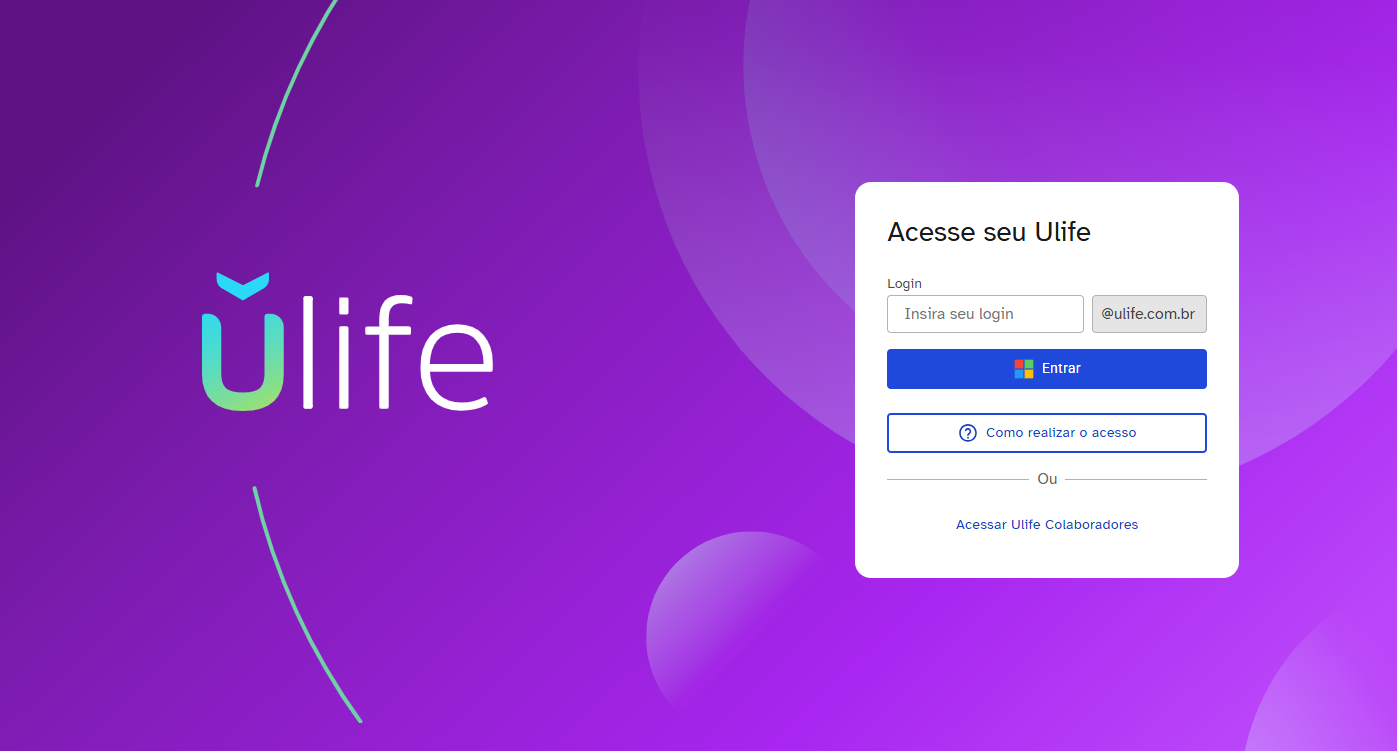 ulife
Acesse seu Ulife
Login
Insira seu login
@ulife.com.br
Entrar
Como realizar o acesso
Ou
Acessar Ulife Colaboradores